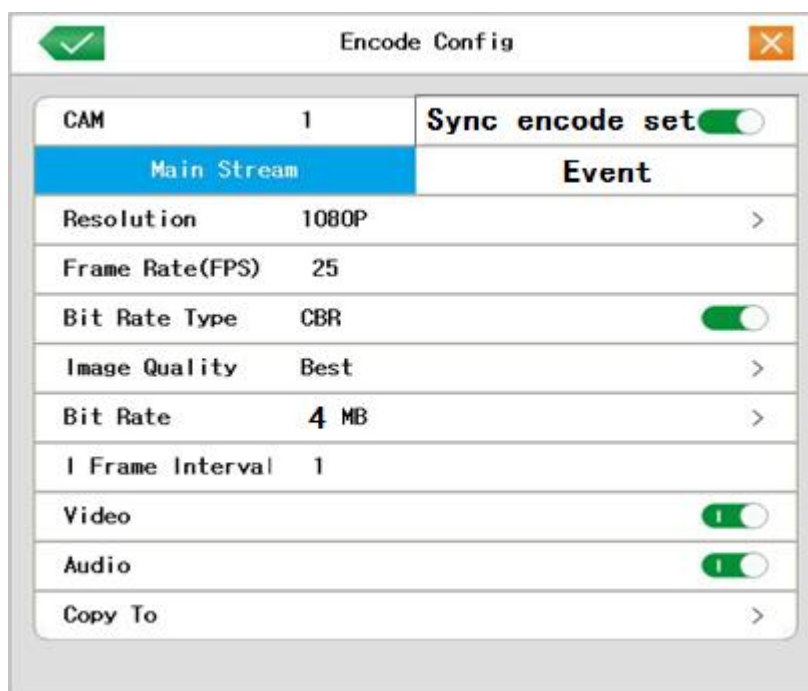 Encode Config
CAM 1 Sync encode set
Main Stream Event
Resolution 1080P >
Frame Rate(FPS) 25
Bit Rate Type CBR
Image Quality Best >
Bit Rate 4 MB >
I Frame Interval 1
Video
Audio
Copy To >